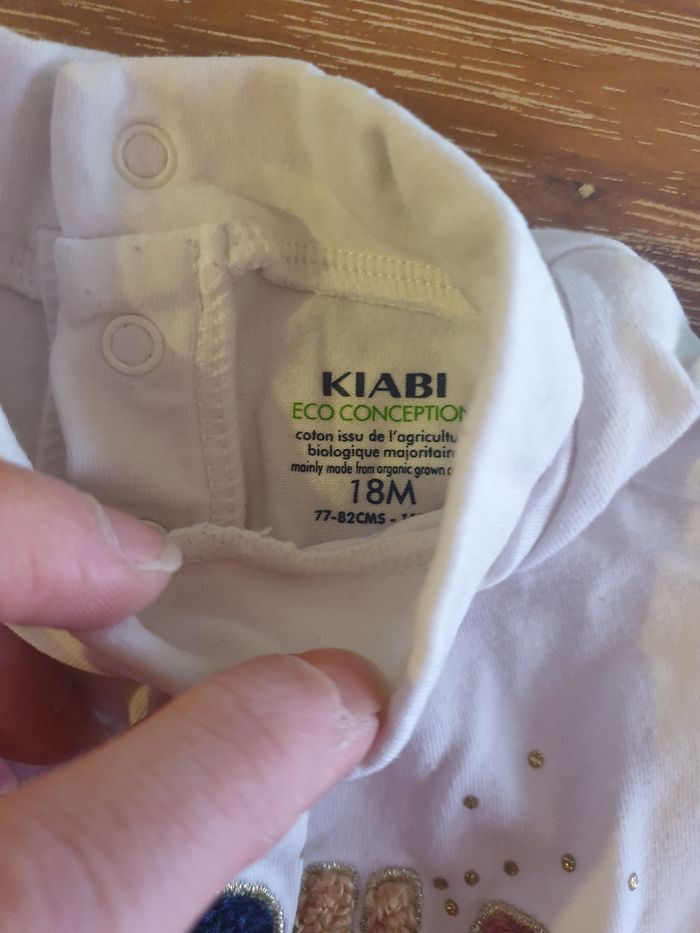 KIABI
ECO CONCEPTION
coton issu de l'agricultu
biologique majoritair
mainly made from organic grown
18M
77-82CMS -